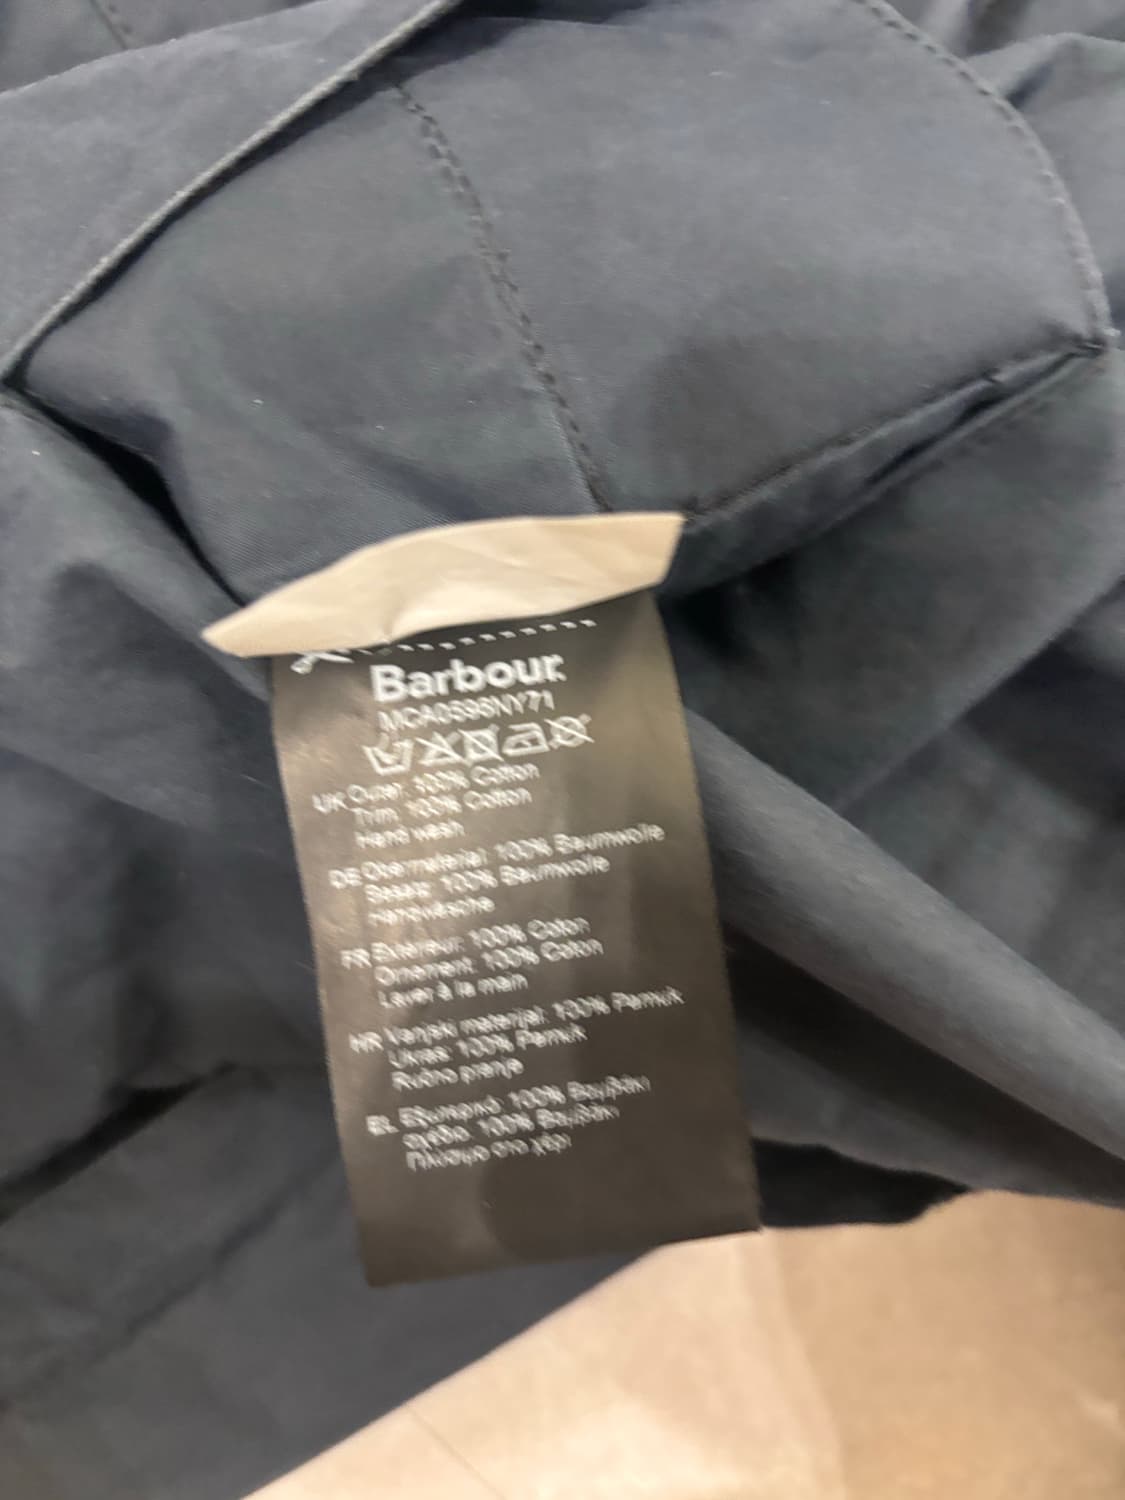 Barbour.
MCA0596NY71
UK Outer: 100% Cotton
Trim: 100% Cotton
Hand wash
DE Obermaterial: 100% Baumwolle
Besatz: 100% Baumwolle
Handwäsche
FR Extérieur: 100% Coton
Ornement: 100% Coton
Laver à la main
HR Vanjski materijal: 100% Pamuk
Ukras: 100% Pamuk
Ručno pranje
EL Εξωτερικό: 100% Βαμβάκι
100% Βαμβάκι
Πλύσιμο στο χέρι